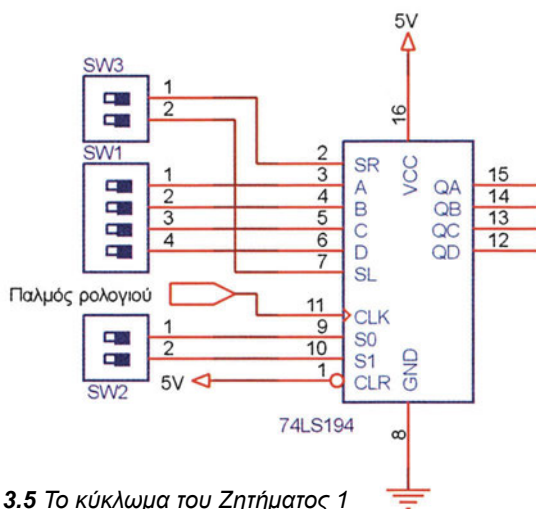 5V
SW3
1
2
16
SW1
1
2
3
4
2
3
4
5
6
7
SR
A
B
C
D
SL
VCC
QA
QB
QC
QD
15
14
13
12
Παλμός ρολογιού
11
CLK
1
2
9
10
1
S0
S1
CLR
GND
SW2
5V
74LS194
8
3.5 Το κύκλωμα του Ζητήματος 1